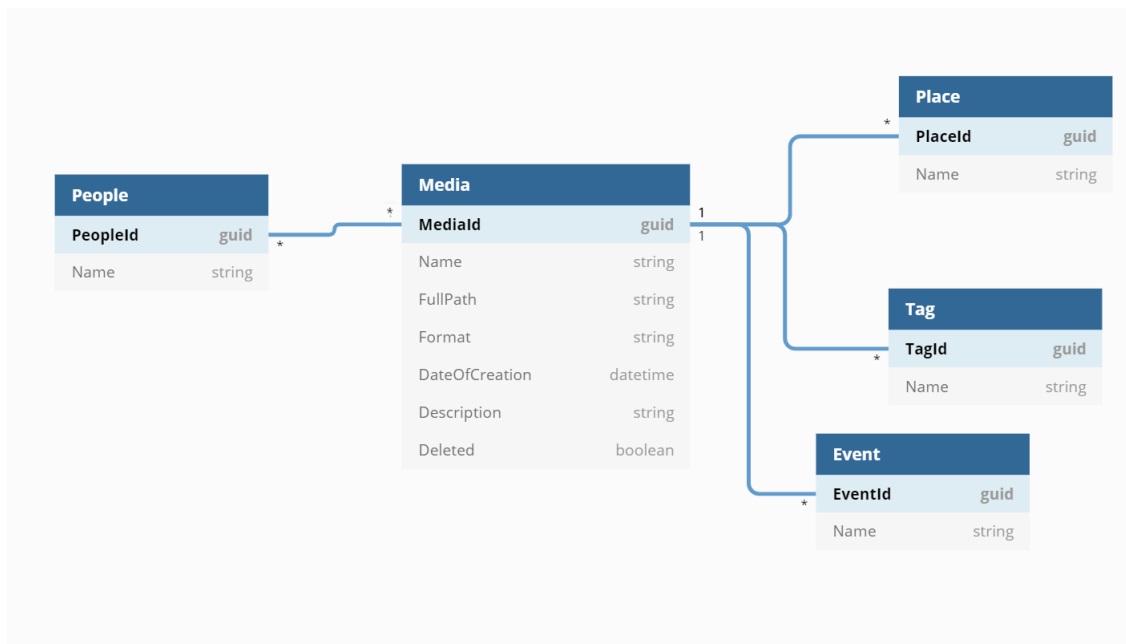 People
PeopleId guid
*
Name string
Media
*
MediaId guid
1
1
Name string
FullPath string
Format string
DateOfCreation datetime
Description string
Deleted boolean
Place
*
PlaceId guid
Name string
Tag
TagId guid
*
Name string
Event
EventId guid
*
Name string